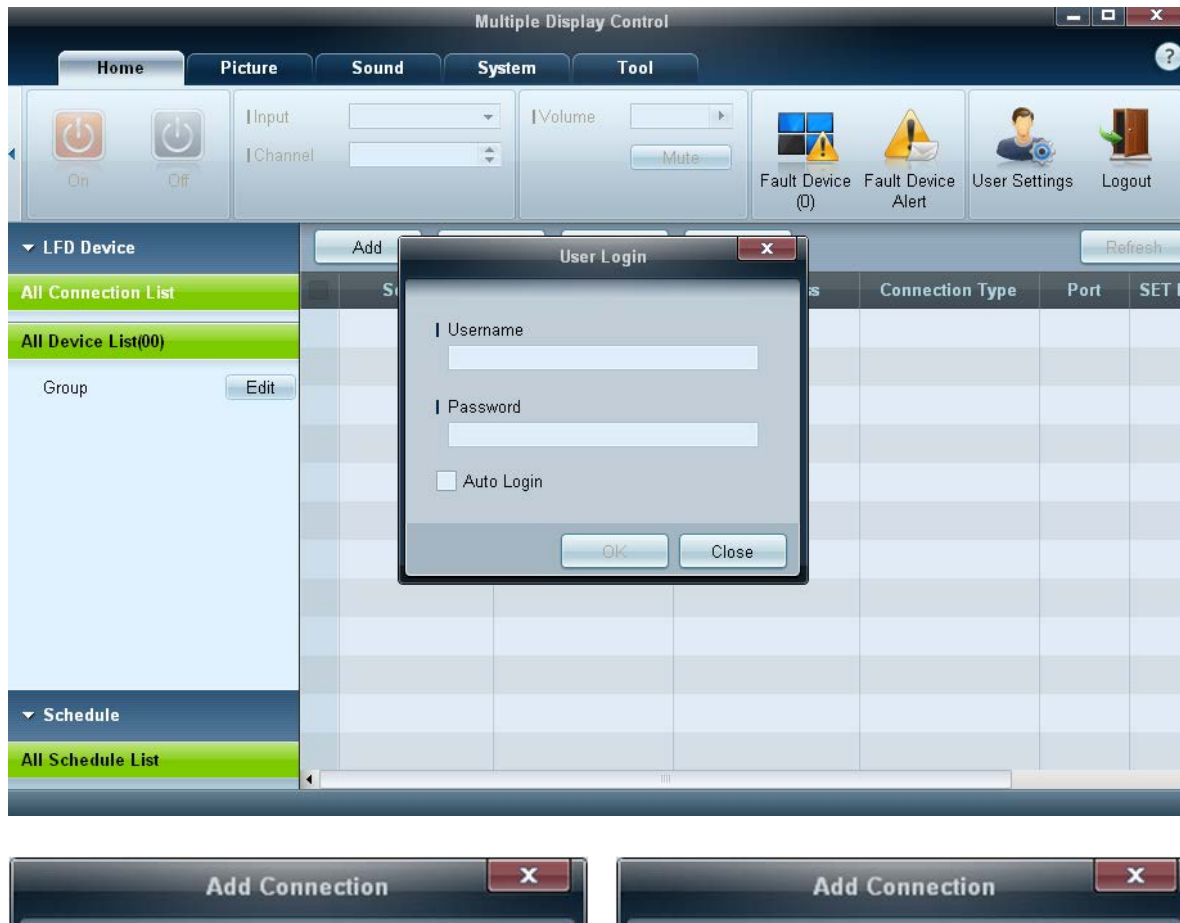 Multiple Display Control
Home Picture Sound System Tool
Input
Channel
On Off
Volume
Mute
Fault Device
(0)
Fault Device
Alert
User Settings
Logout
LFD Device
All Connection List
All Device List(00)
Group Edit
Schedule
All Schedule List
Add Refresh
Connection Type Port SET
User Login
Username
Password
Auto Login
OK Close
Add Connection
Add Connection